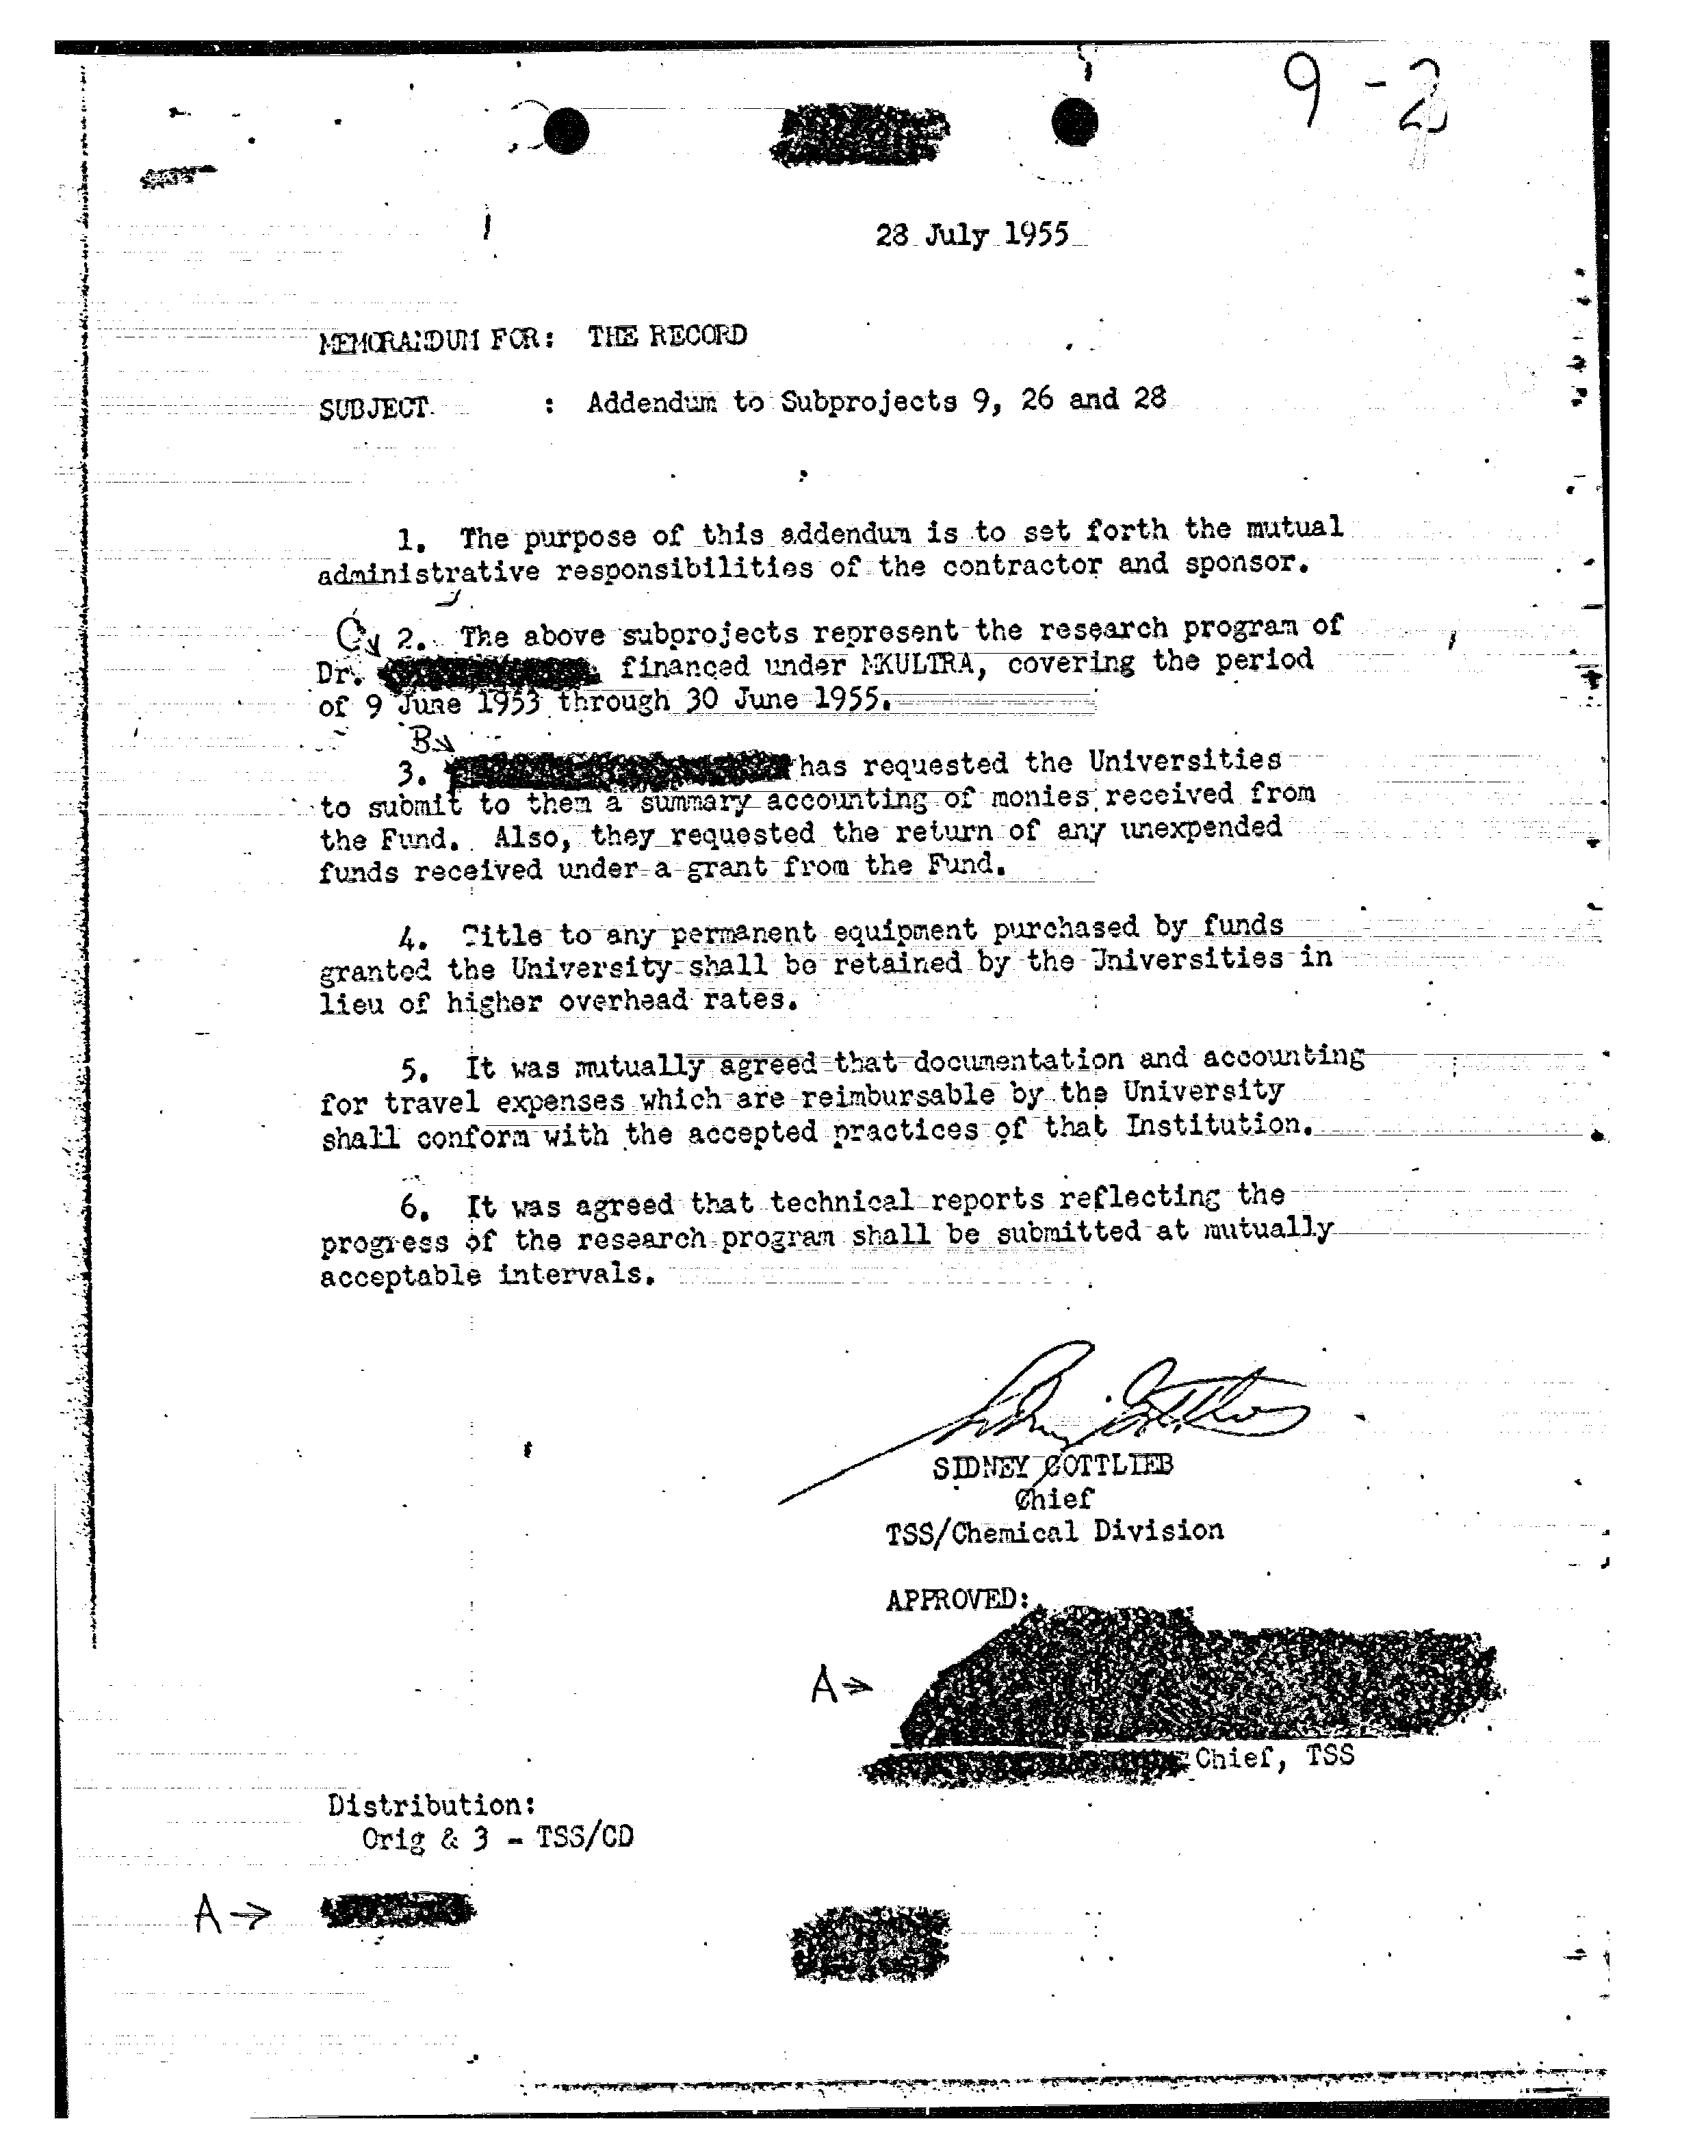 9-2
28 July 1955
MEMORANDUM FOR: THE RECORD
SUBJECT : Addendum to Subprojects 9, 26 and 28
1. The purpose of this addendum is to set forth the mutual
administrative responsibilities of the contractor and sponsor.
C
2. The above subprojects represent the research program of
Dr. financed under MKULTRA, covering the period
of 9 June 1953 through 30 June 1955.
B
3. has requested the Universities
to submit to them a summary accounting of monies received from
the Fund. Also, they requested the return of any unexpended
funds received under a grant from the Fund.
4. Title to any permanent equipment purchased by funds
granted the University shall be retained by the Universities in
lieu of higher overhead rates.
5. It was mutually agreed that documentation and accounting
for travel expenses which are reimbursable by the University
shall conform with the accepted practices of that Institution.
6. It was agreed that technical reports reflecting the
progress of the research program shall be submitted at mutually
acceptable intervals.
Sidney Gottlieb
SIDNEY GOTTLIEB
Chief
TSS/Chemical Division
APPROVED:
A→
Chief, TSS
Distribution:
Orig & 3 - TSS/CD
A→